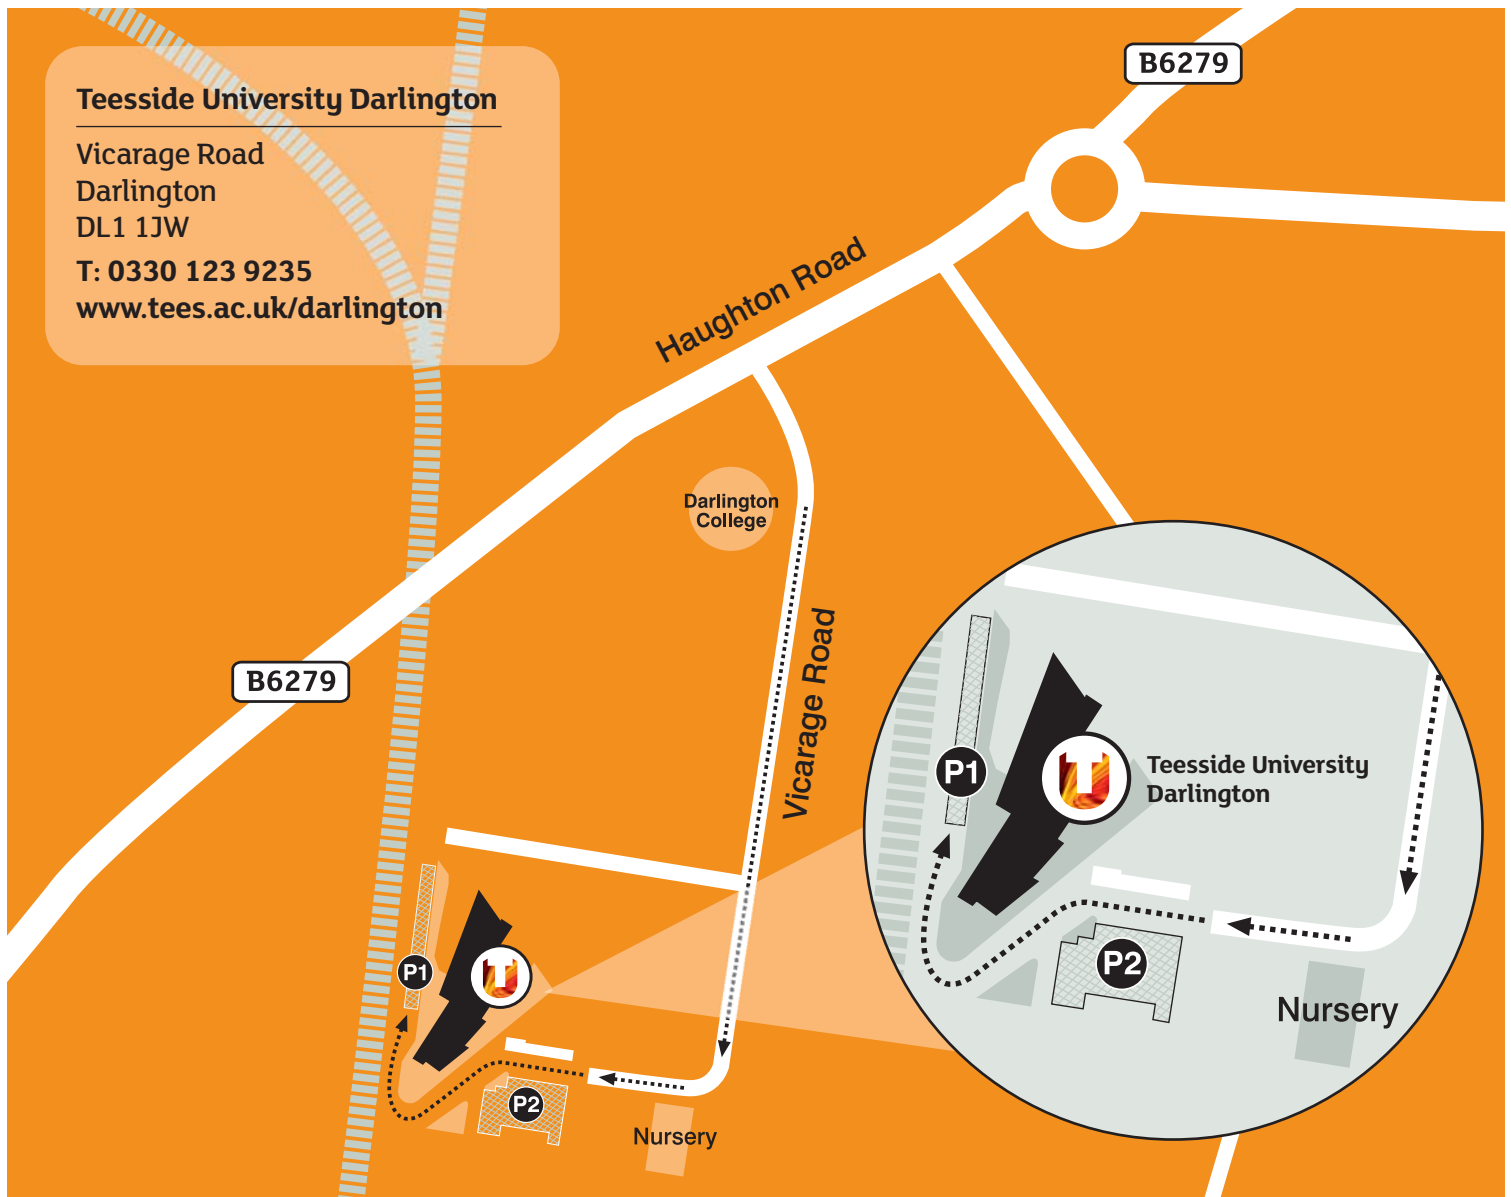 Teesside University Darlington
Vicarage Road
Darlington
DL1 1JW
T: 0330 123 9235
www.tees.ac.uk/darlington
B6279
Haughton Road
Darlington
College
Vicarage Road
B6279
P1
T
Teesside University
Darlington
P2
Nursery
P1
T
P2
Nursery